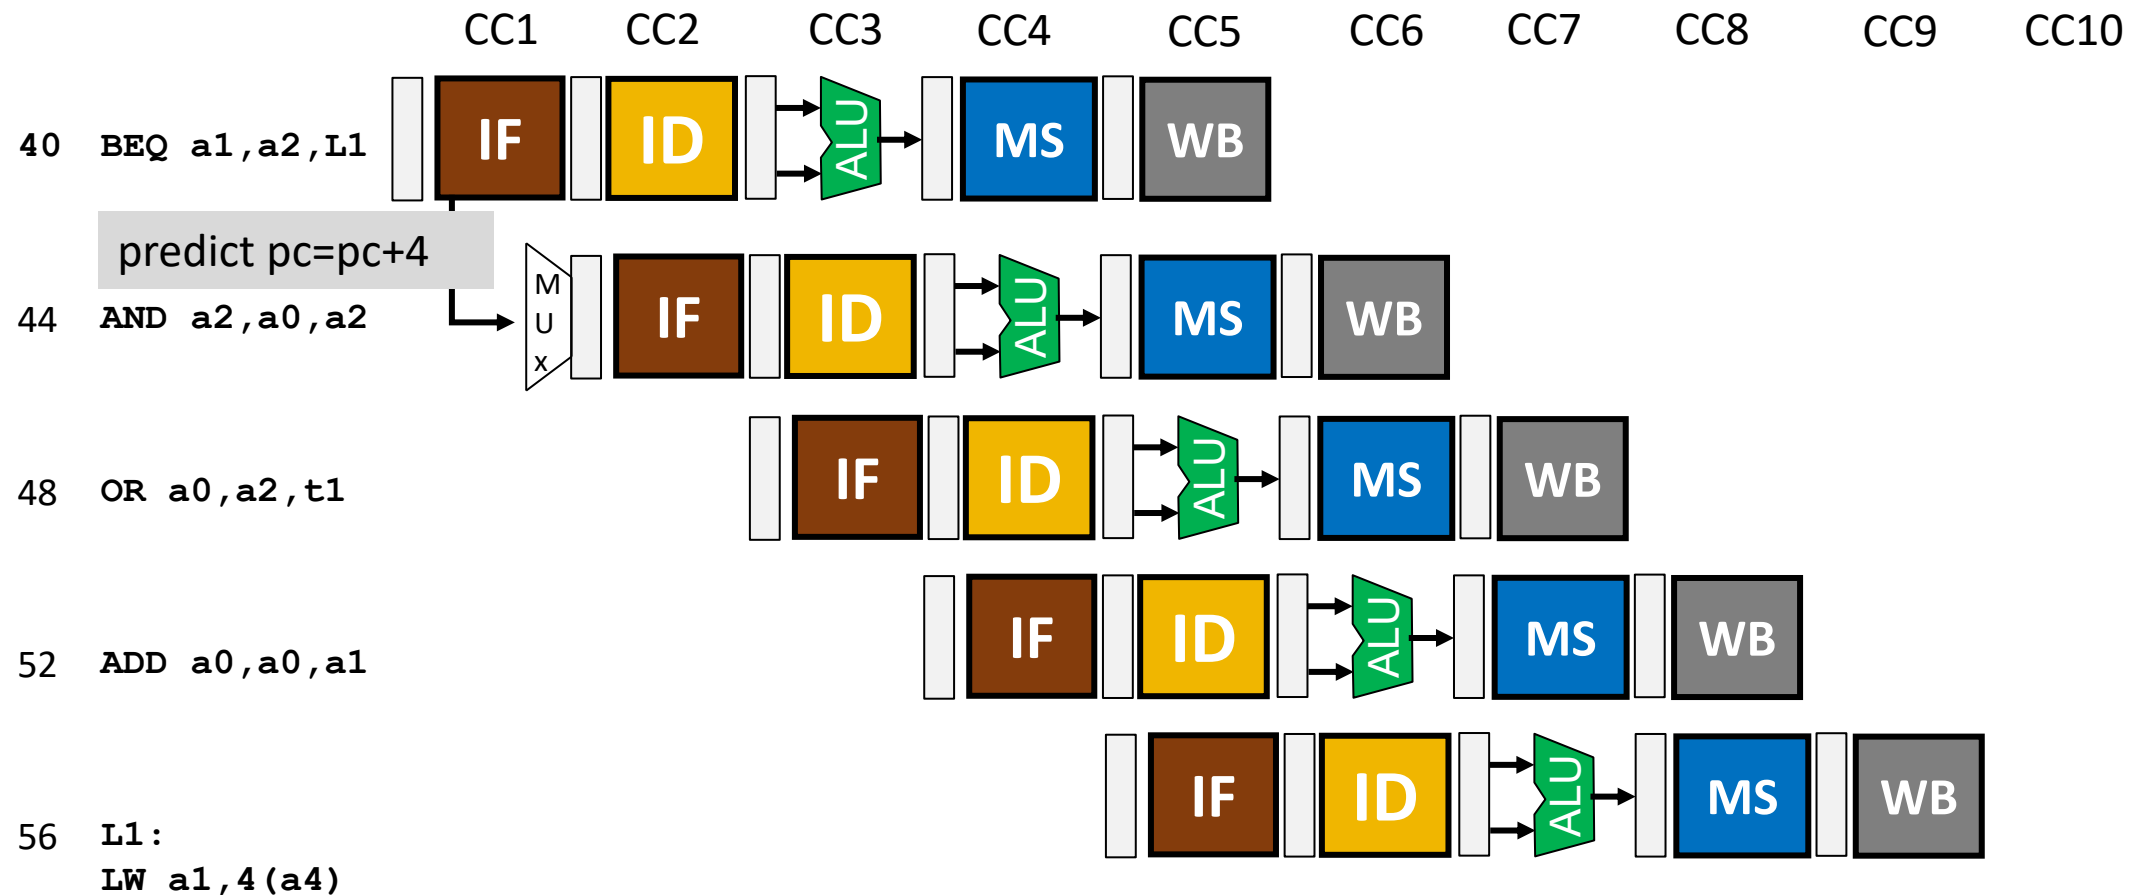 CC1 CC2 CC3 CC4 CC5 CC6 CC7 CC8 CC9 CC10
40 BEQ a1,a2,L1 IF ID ALU MS WB
predict pc=pc+4
44 AND a2,a0,a2 MUx IF ID ALU MS WB
48 OR a0,a2,t1 IF ID ALU MS WB
52 ADD a0,a0,a1 IF ID ALU MS WB
56 L1: IF ID ALU MS WB
LW a1,4(a4)